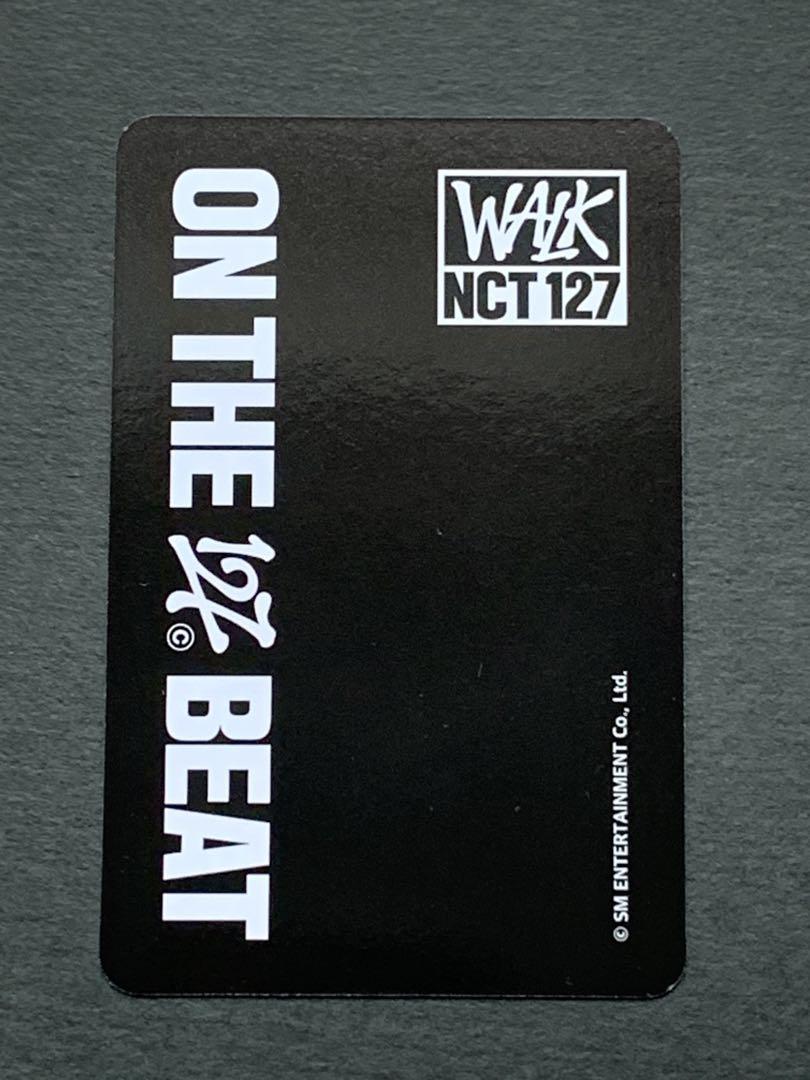 WALK
NCT 127
ON THE 127© BEAT
© SM ENTERTAINMENT Co., Ltd.